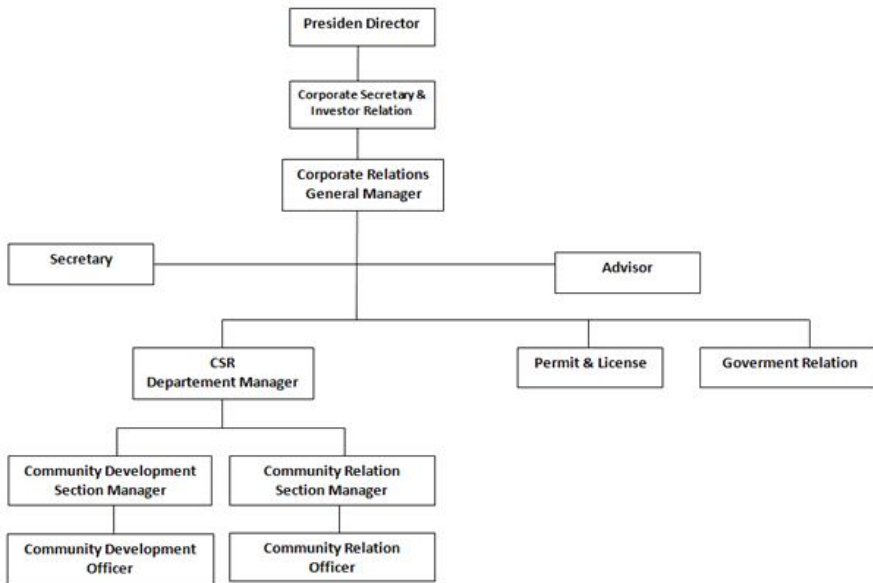 Presiden Director
Corporate Secretary &
Investor Relation
Corporate Relations
General Manager
Secretary
Advisor
CSR
Departement Manager
Permit & License
Goverment Relation
Community Development
Section Manager
Community Relation
Section Manager
Community Development
Officer
Community Relation
Officer